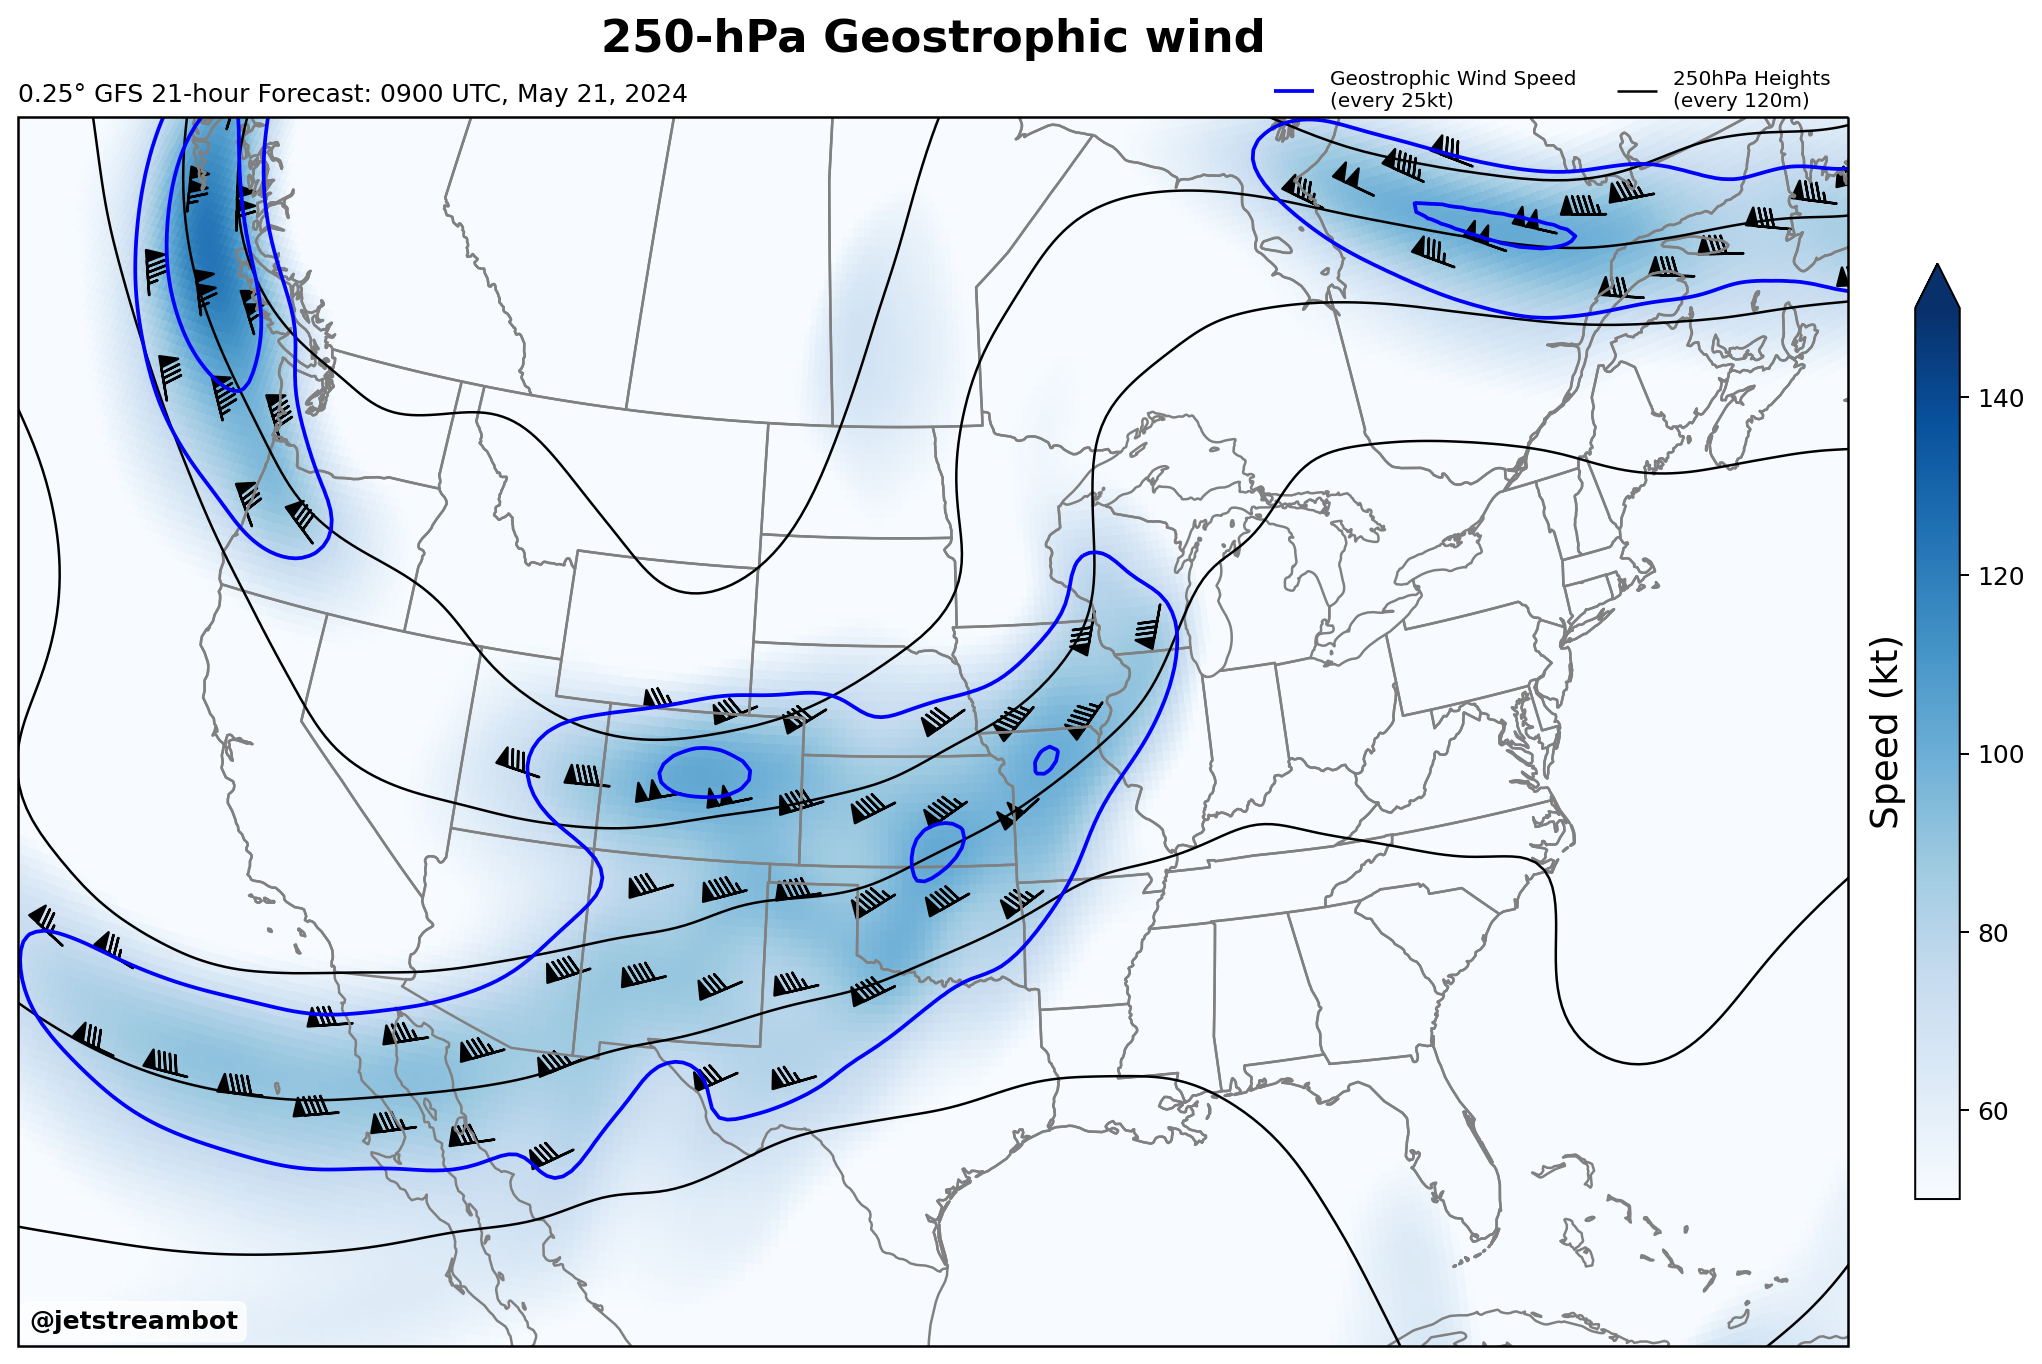 250-hPa Geostrophic wind
0.25° GFS 21-hour Forecast: 0900 UTC, May 21, 2024
Geostrophic Wind Speed
(every 25kt)
250hPa Heights
(every 120m)
140
120
100
80
60
Speed (kt)
@jetstreambot